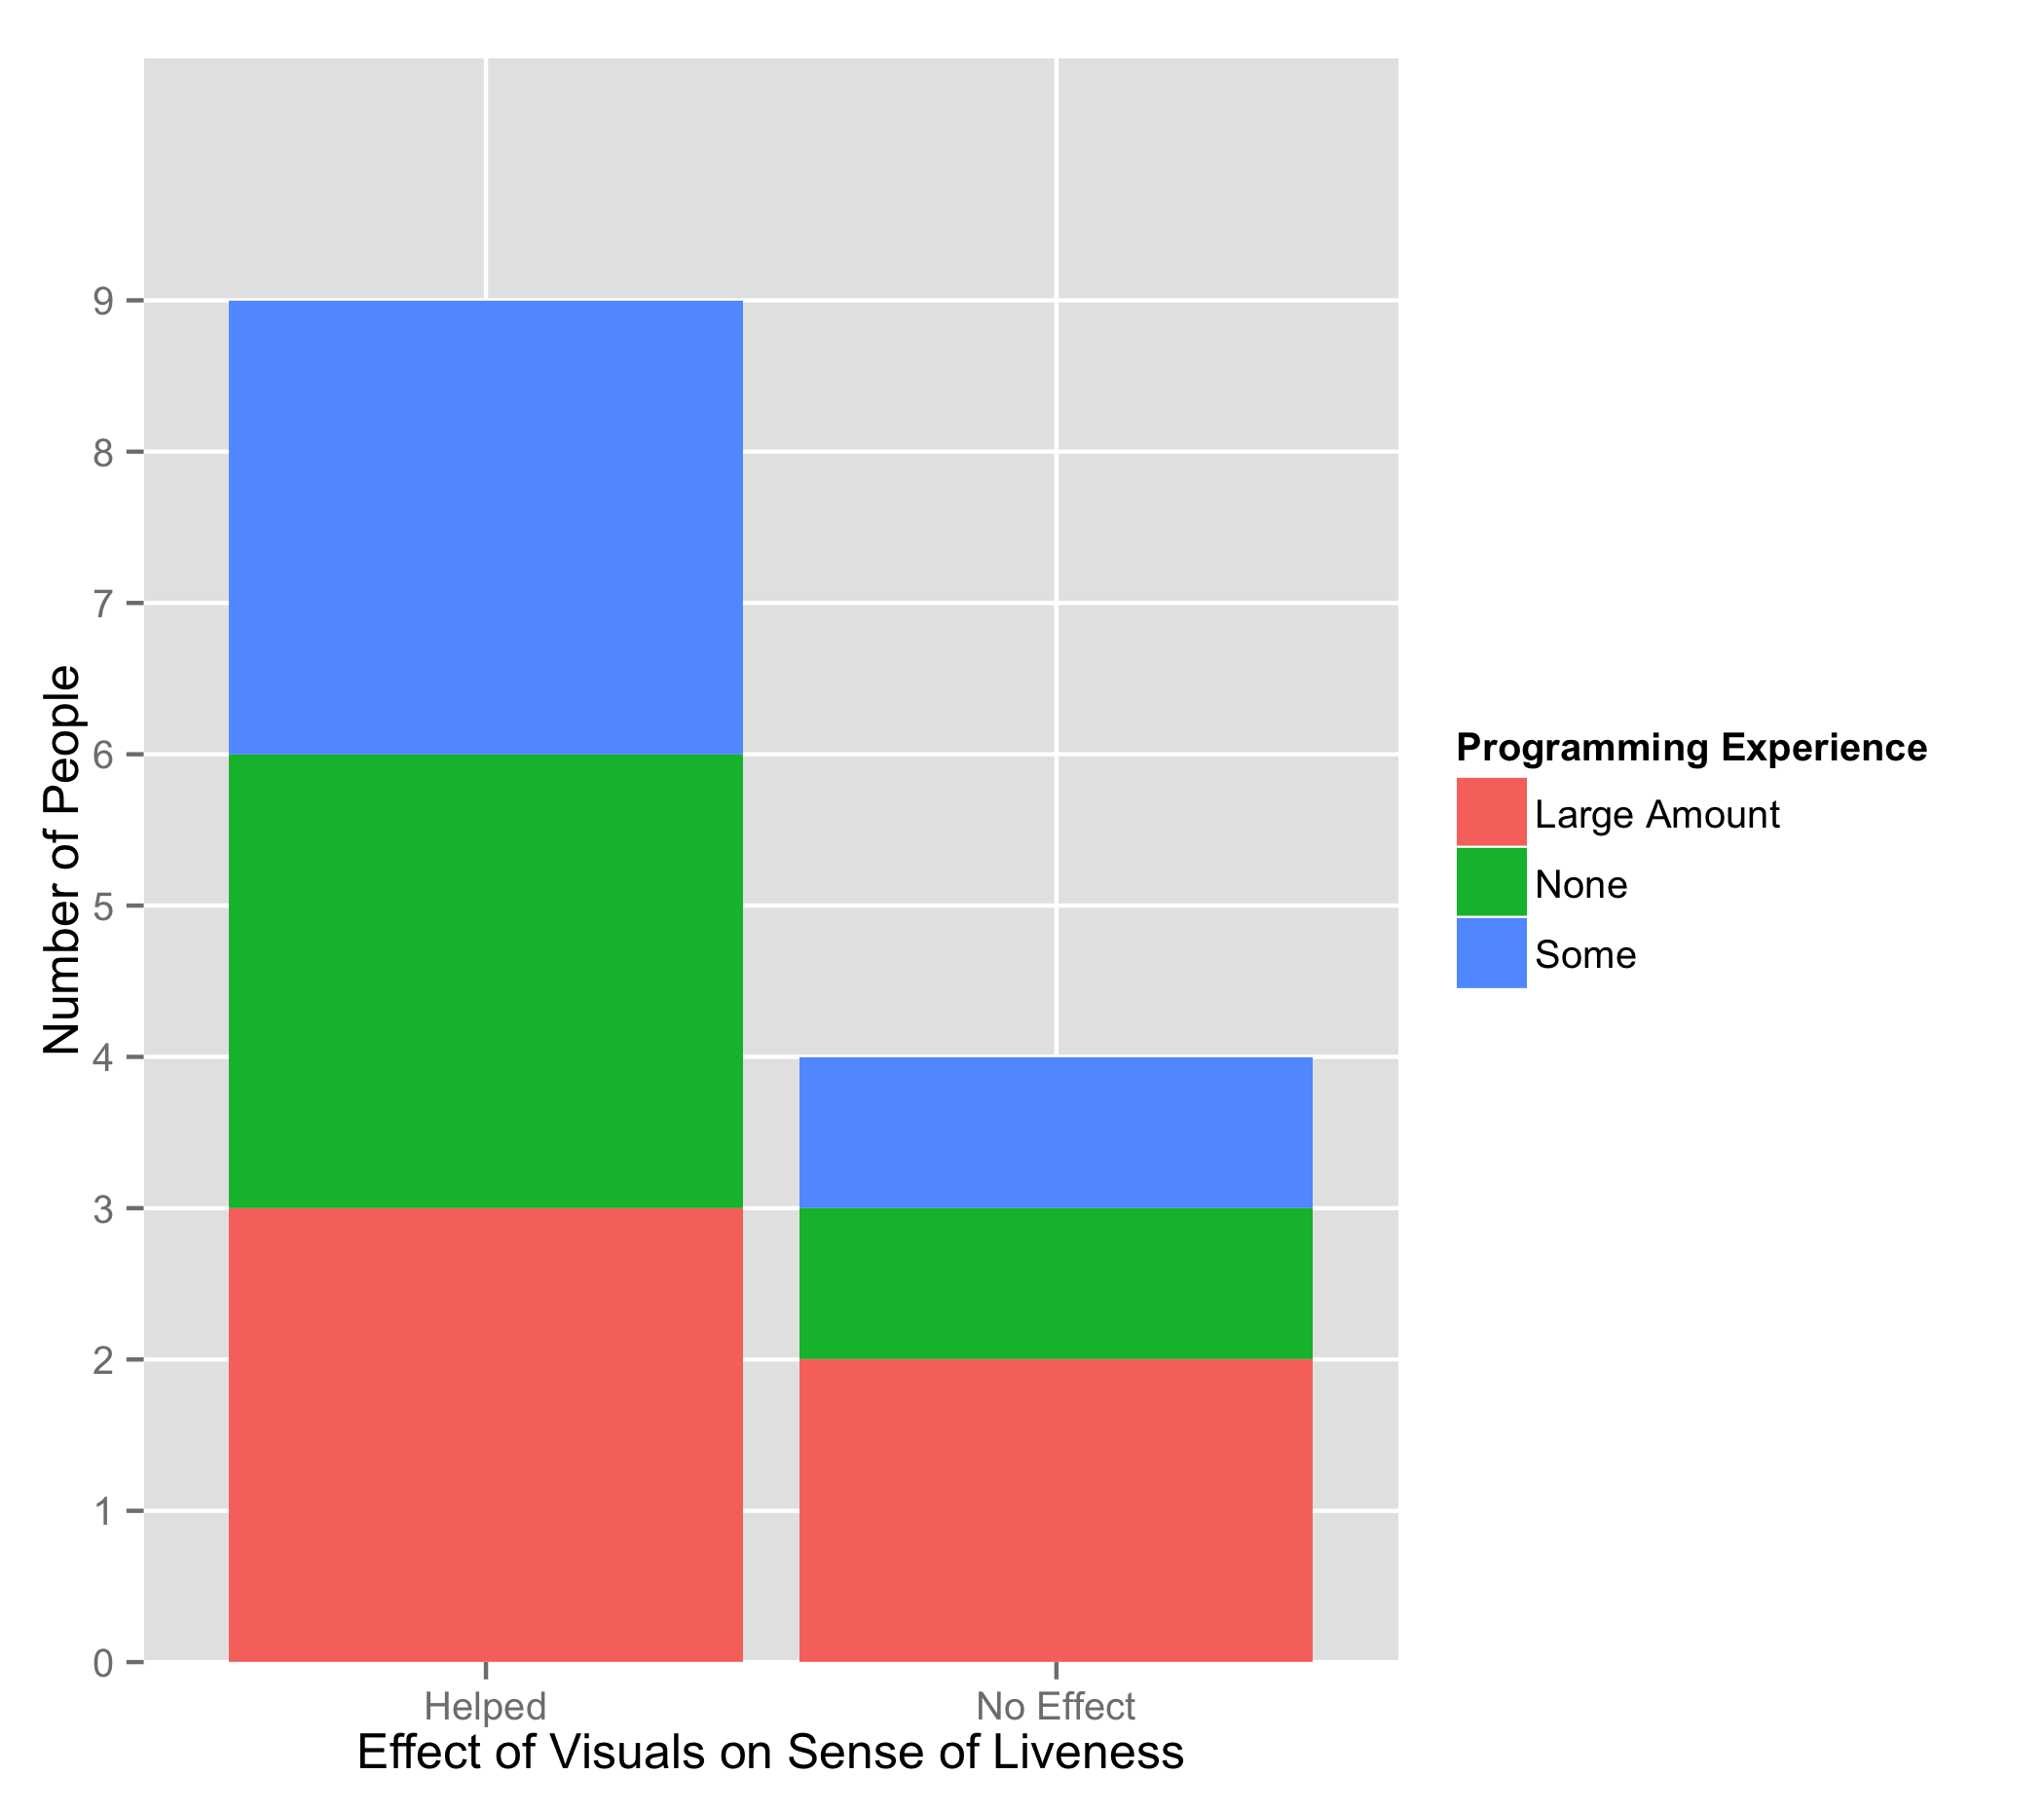 9
8
7
6
5
4
3
2
1
0
Number of People
Helped
No Effect
Effect of Visuals on Sense of Liveness
Programming Experience
Large Amount
None
Some